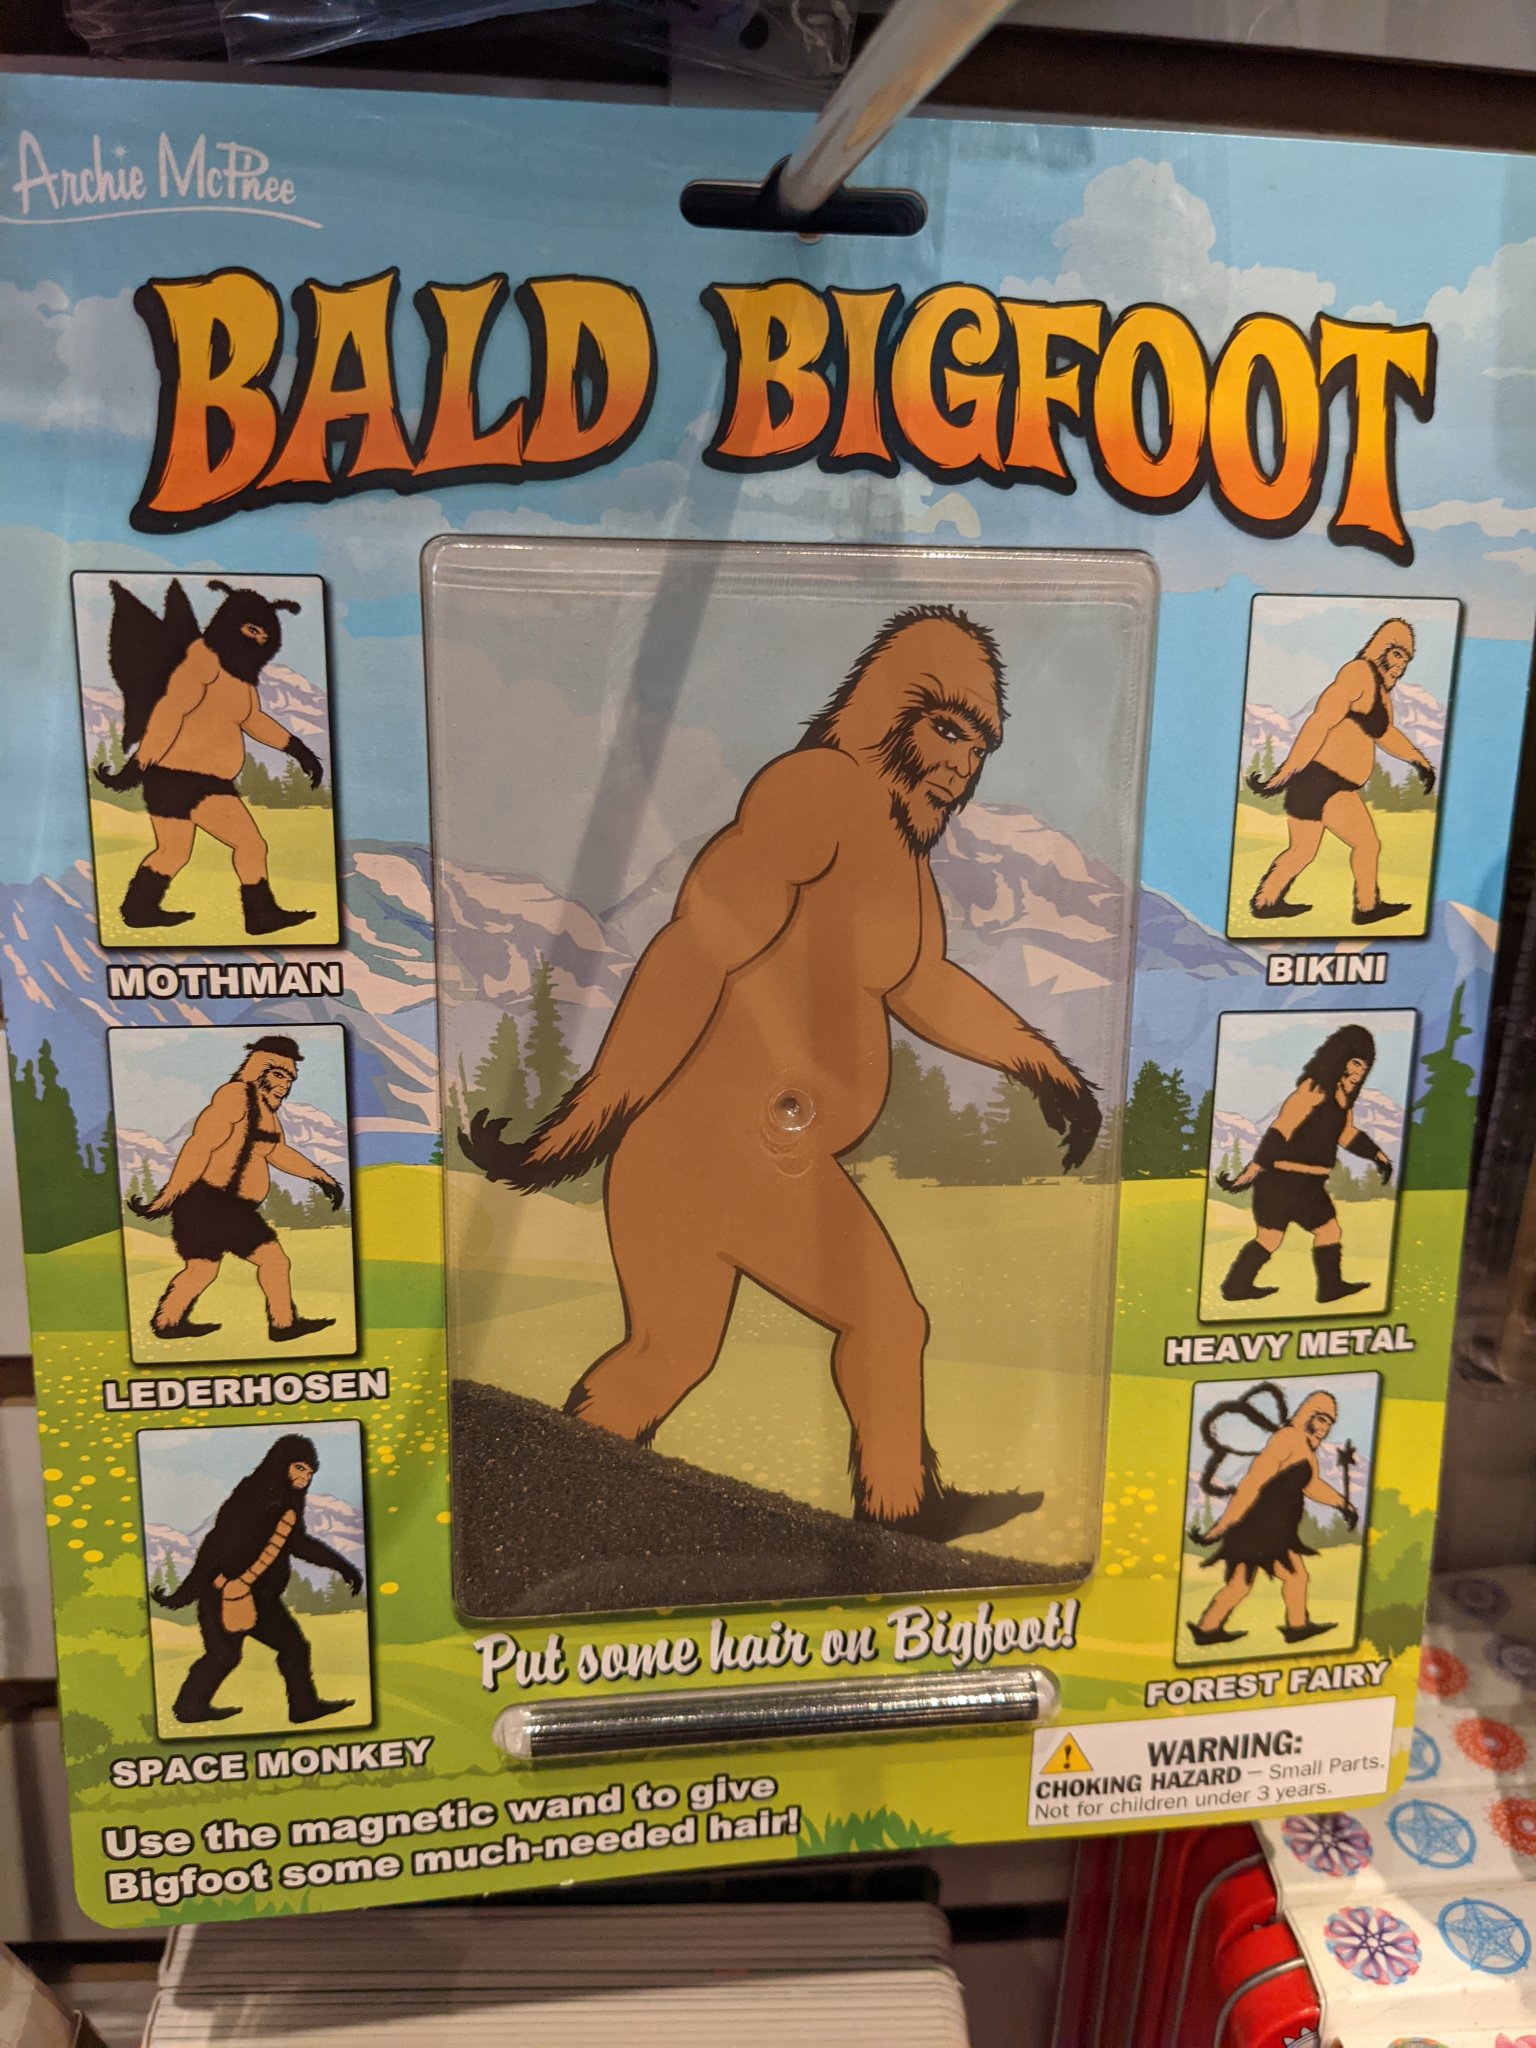 Archie McPhee
BALD BIGFOOT
MOTHMAN
BIKINI
LEDERHOSEN
HEAVY METAL
SPACE MONKEY
FOREST FAIRY
Put some hair on Bigfoot!
Use the magnetic wand to give
Bigfoot some much-needed hair!
WARNING:
CHOKING HAZARD — Small Parts.
Not for children under 3 years.